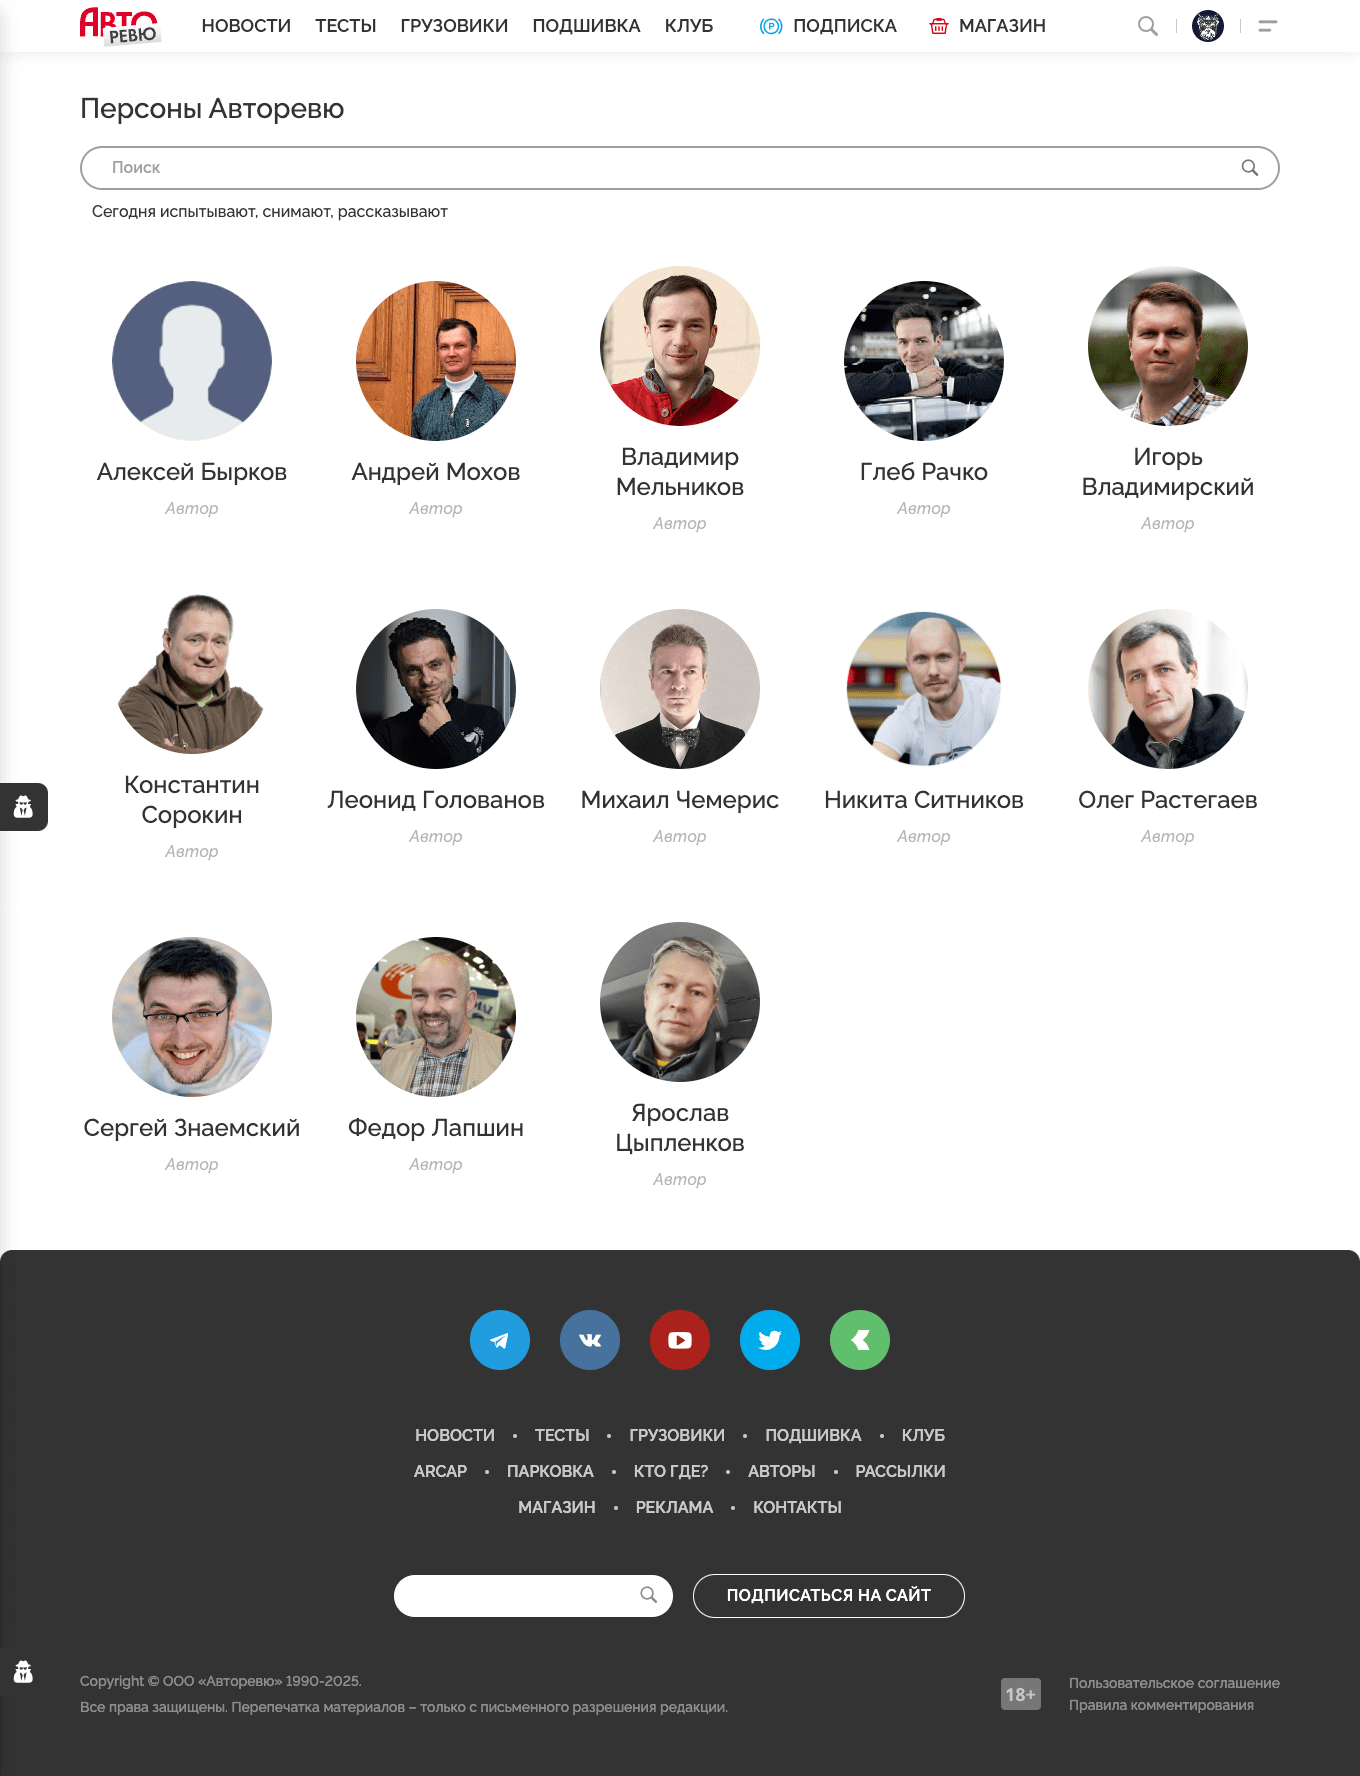 АВТО
РЕВЮ
НОВОСТИ ТЕСТЫ ГРУЗОВИКИ ПОДШИВКА КЛУБ ПОДПИСКА МАГАЗИН
Персоны Авторевю
Поиск
Сегодня испытывают, снимают, рассказывают
Алексей Бырков
Автор
Андрей Мохов
Автор
Владимир
Мельников
Автор
Глеб Рачко
Автор
Игорь
Владимирский
Автор
Константин
Сорокин
Автор
Леонид Голованов
Автор
Михаил Чемерис
Автор
Никита Ситников
Автор
Олег Растегаев
Автор
Сергей Знаемский
Автор
Федор Лапшин
Автор
Ярослав
Цыпленков
Автор
НОВОСТИ • ТЕСТЫ • ГРУЗОВИКИ • ПОДШИВКА • КЛУБ
ARCAP • ПАРКОВКА • КТО ГДЕ? • АВТОРЫ • РАССЫЛКИ
МАГАЗИН • РЕКЛАМА • КОНТАКТЫ
ПОДПИСАТЬСЯ НА САЙТ
Copyright © ООО «Авторевю» 1990-2025.
Все права защищены. Перепечатка материалов – только с письменного разрешения редакции.
18+
Пользовательское соглашение
Правила комментирования